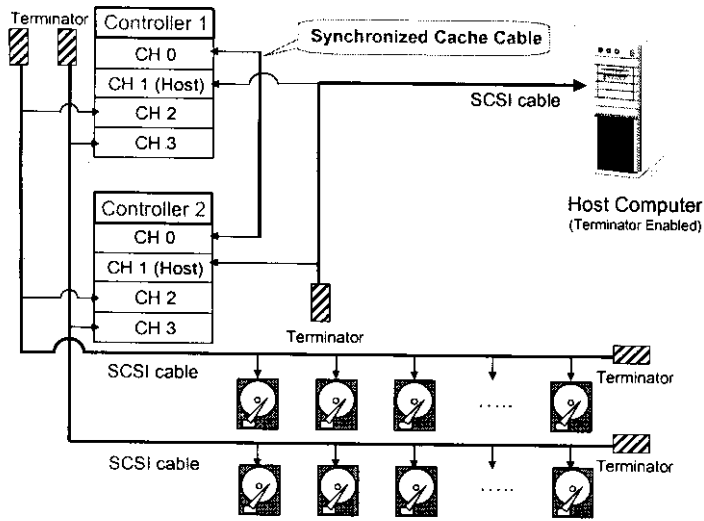 Terminator
Controller 1
CH 0
CH 1 (Host)
CH 2
CH 3
Synchronized Cache Cable
SCSI cable
Host Computer
(Terminator Enabled)
Controller 2
CH 0
CH 1 (Host)
CH 2
CH 3
Terminator
SCSI cable
Terminator
.....
SCSI cable
Terminator
.....